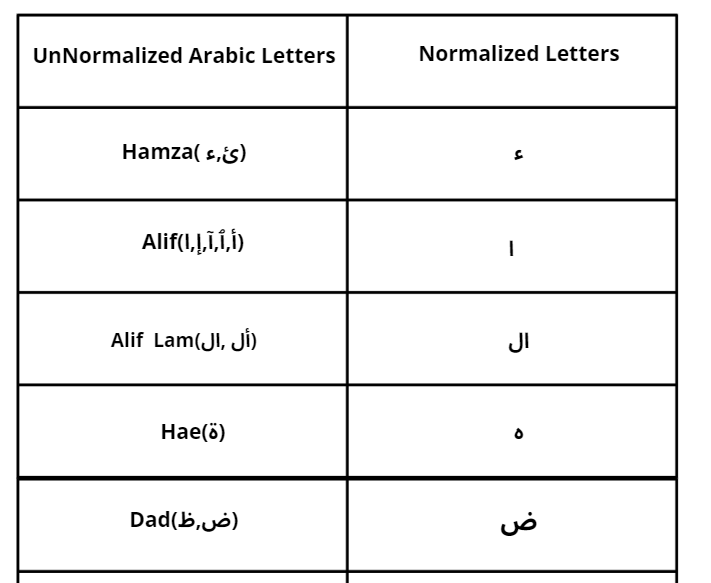 UnNormalized Arabic Letters
Normalized Letters
Hamza( ئ,ء)
ء
Alif(أ,ٱ,آ,إ,ا)
ا
Alif Lam(أل ,ال)
ال
Hae(ة)
ه
Dad(ض,ظ)
ض